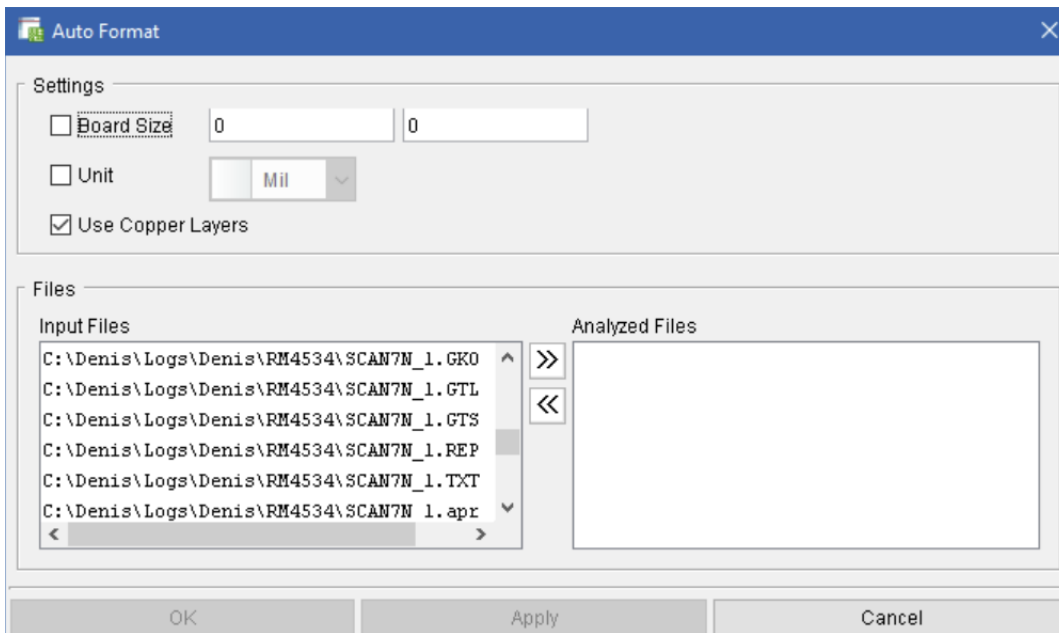 Auto Format
Settings
Board Size 0 0
Unit Mil
Use Copper Layers
Files
Input Files Analyzed Files
C:\Denis\Logs\Denis\RM4534\SCAN7N_1.GKO
C:\Denis\Logs\Denis\RM4534\SCAN7N_1.GTL
C:\Denis\Logs\Denis\RM4534\SCAN7N_1.GTS
C:\Denis\Logs\Denis\RM4534\SCAN7N_1.REP
C:\Denis\Logs\Denis\RM4534\SCAN7N_1.TXT
C:\Denis\Logs\Denis\RM4534\SCAN7N_1.apr
OK Apply Cancel